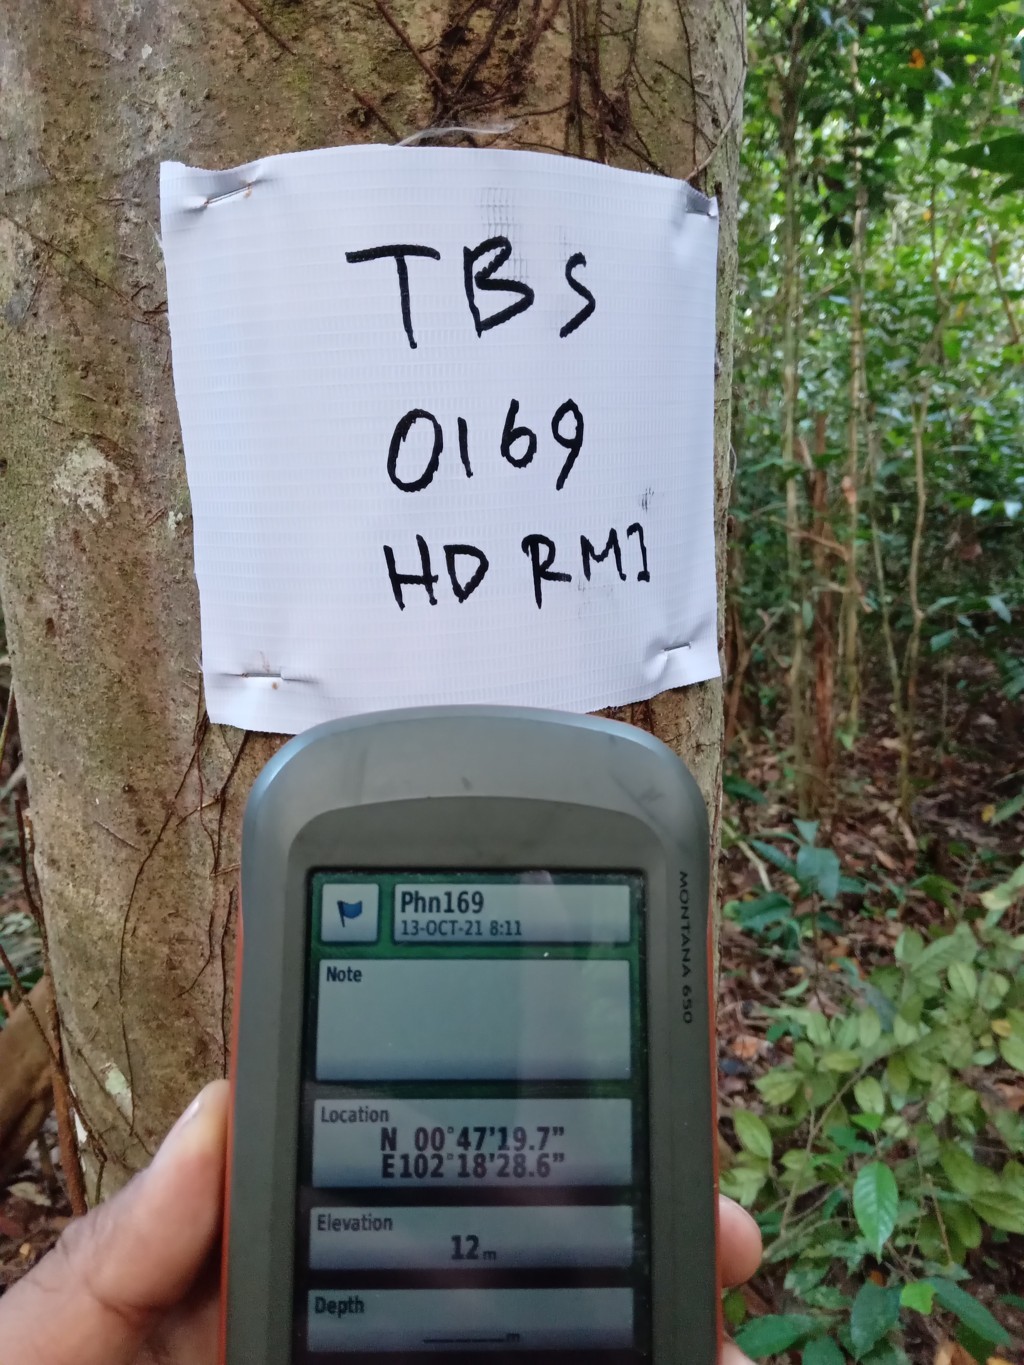 TBS
0169
HD RMI
MONTANA 650
Phn169
13-OCT-21 8:11
Note
Location
N 00°47'19.7"
E102°18'28.6"
Elevation
12m
Depth
_______m